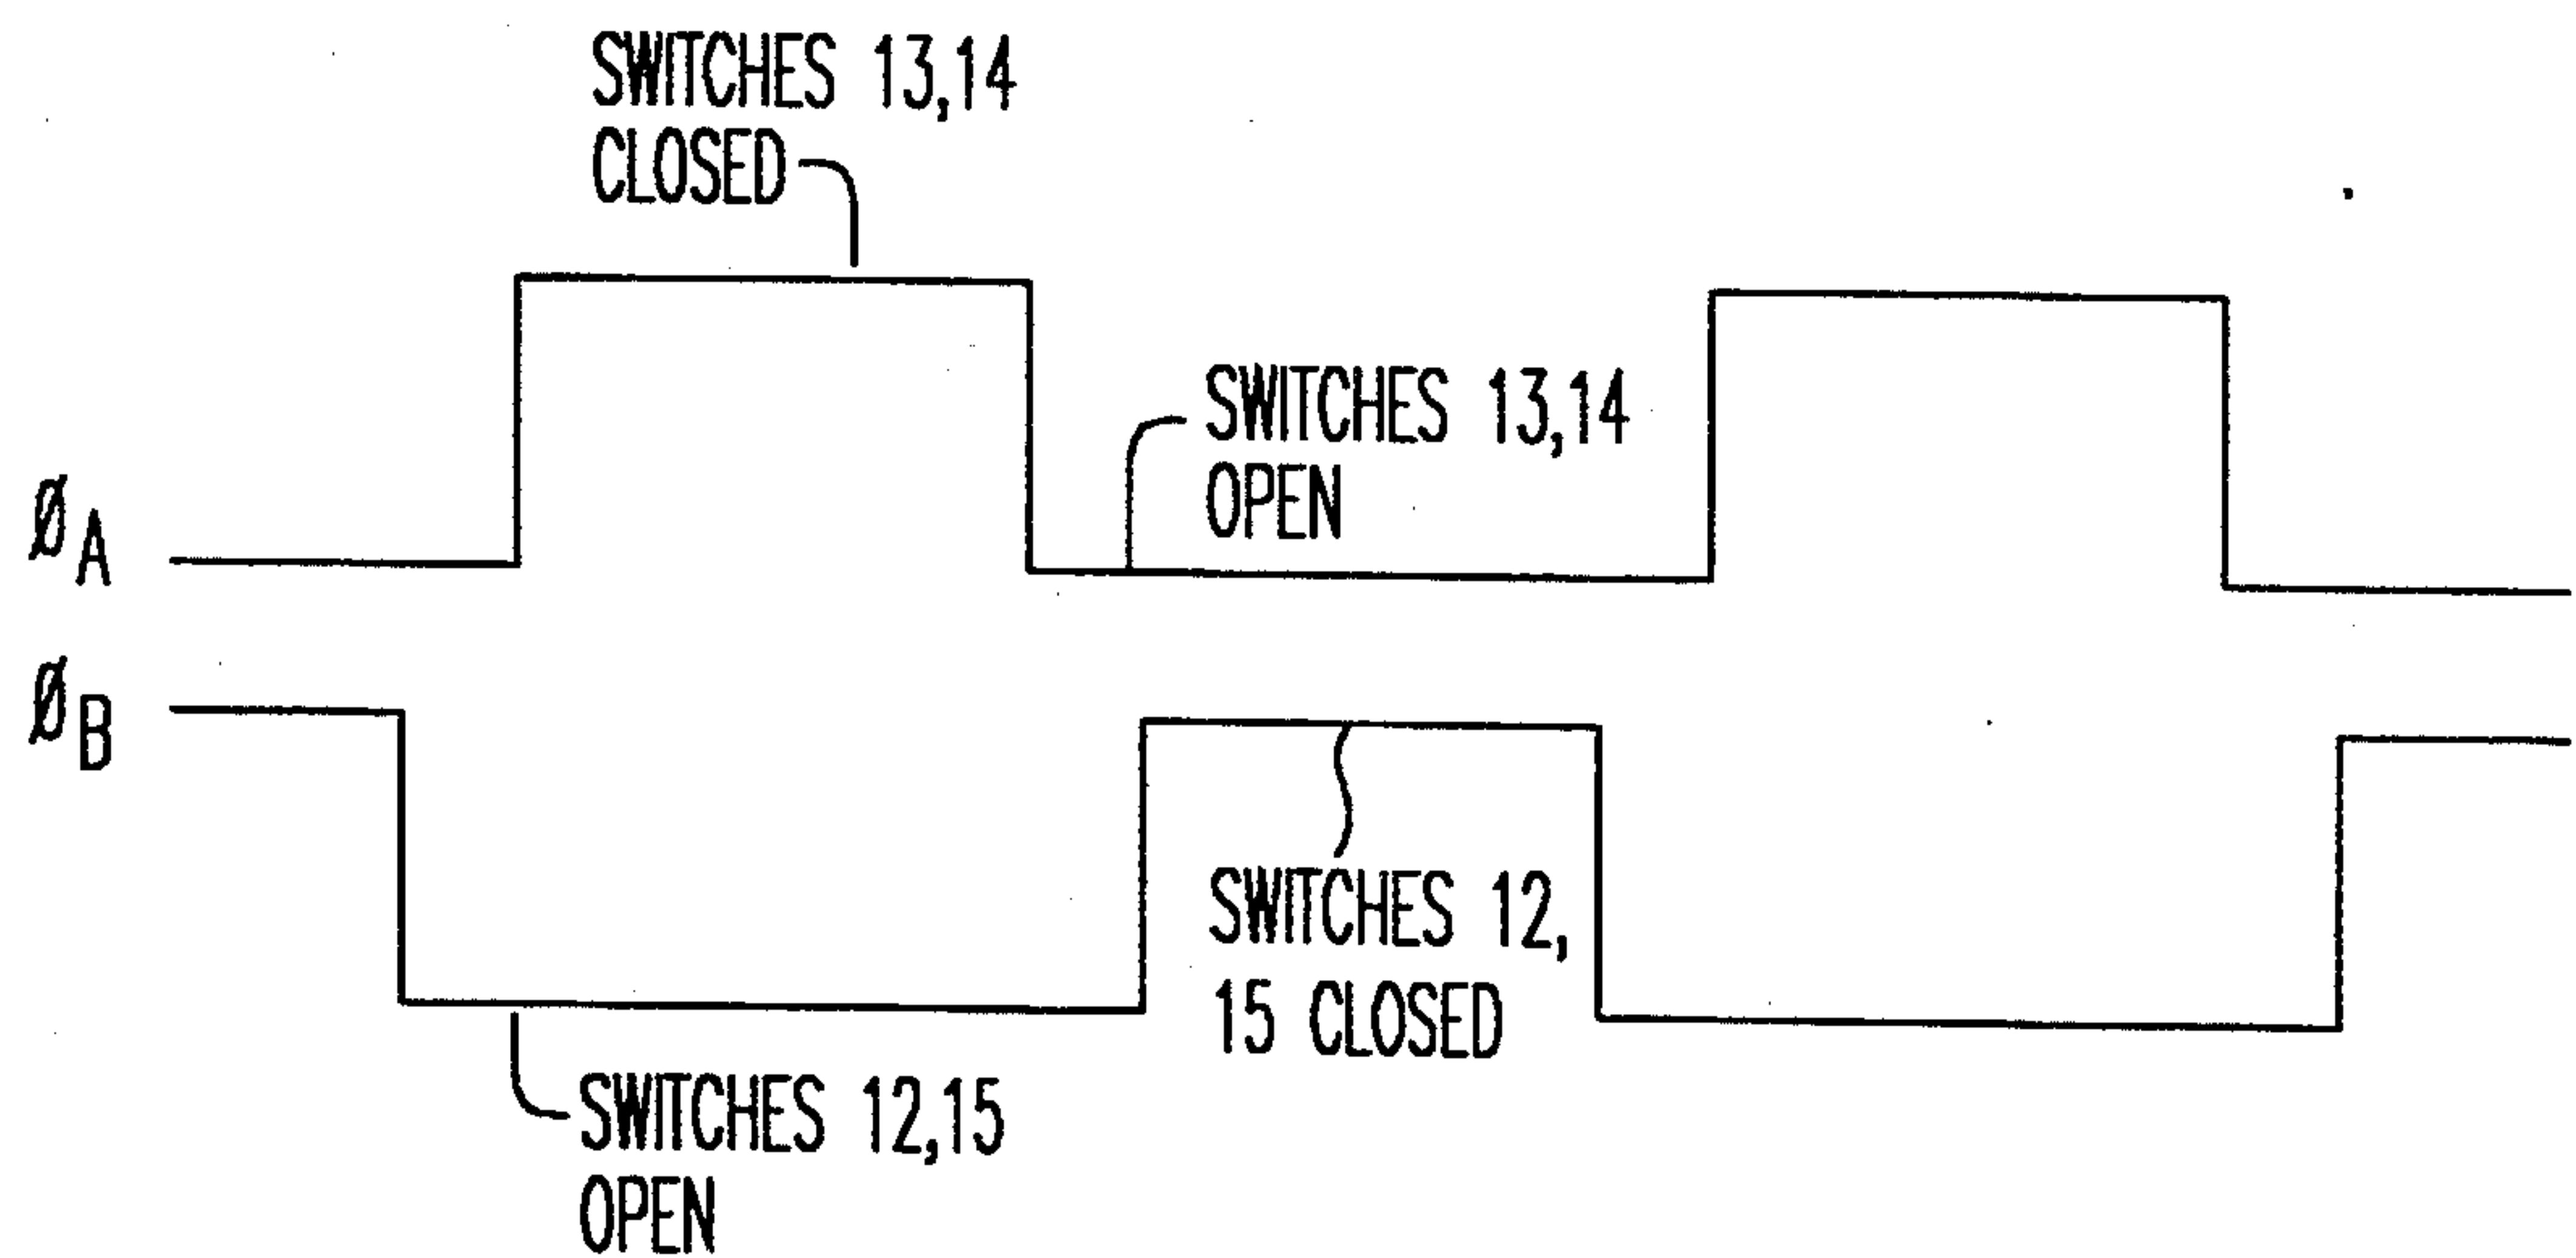 SWITCHES 13,14
CLOSED
SWITCHES 13,14
OPEN
ØA
ØB
SWITCHES 12,
15 CLOSED
SWITCHES 12,15
OPEN